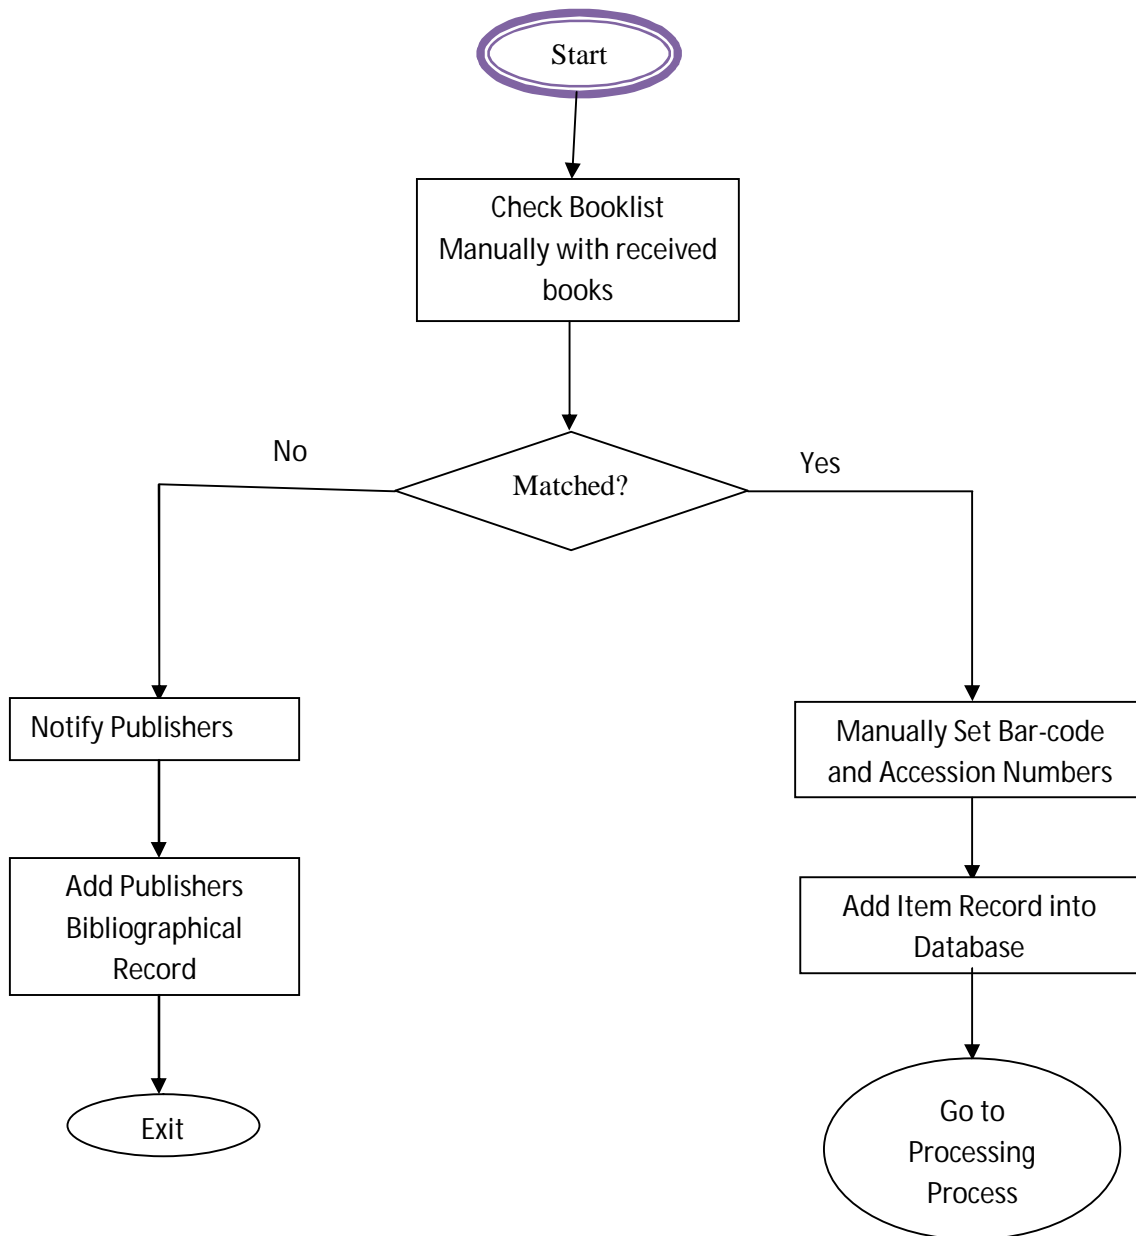 Start
Check Booklist
Manually with received
books
No
Yes
Matched?
Notify Publishers
Manually Set Bar-code
and Accession Numbers
Add Publishers
Bibliographical
Record
Add Item Record into
Database
Exit
Go to
Processing
Process